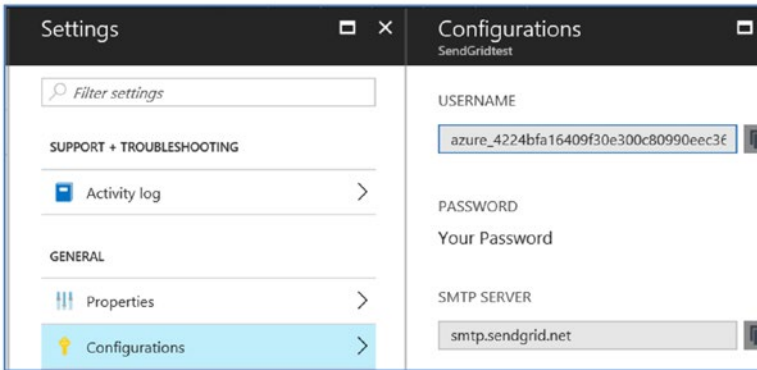 Settings
Filter settings
SUPPORT + TROUBLESHOOTING
Activity log
GENERAL
Properties
Configurations
Configurations
SendGridtest
USERNAME
azure_4224bfa16409f30e300c80990eec36
PASSWORD
Your Password
SMTP SERVER
smtp.sendgrid.net